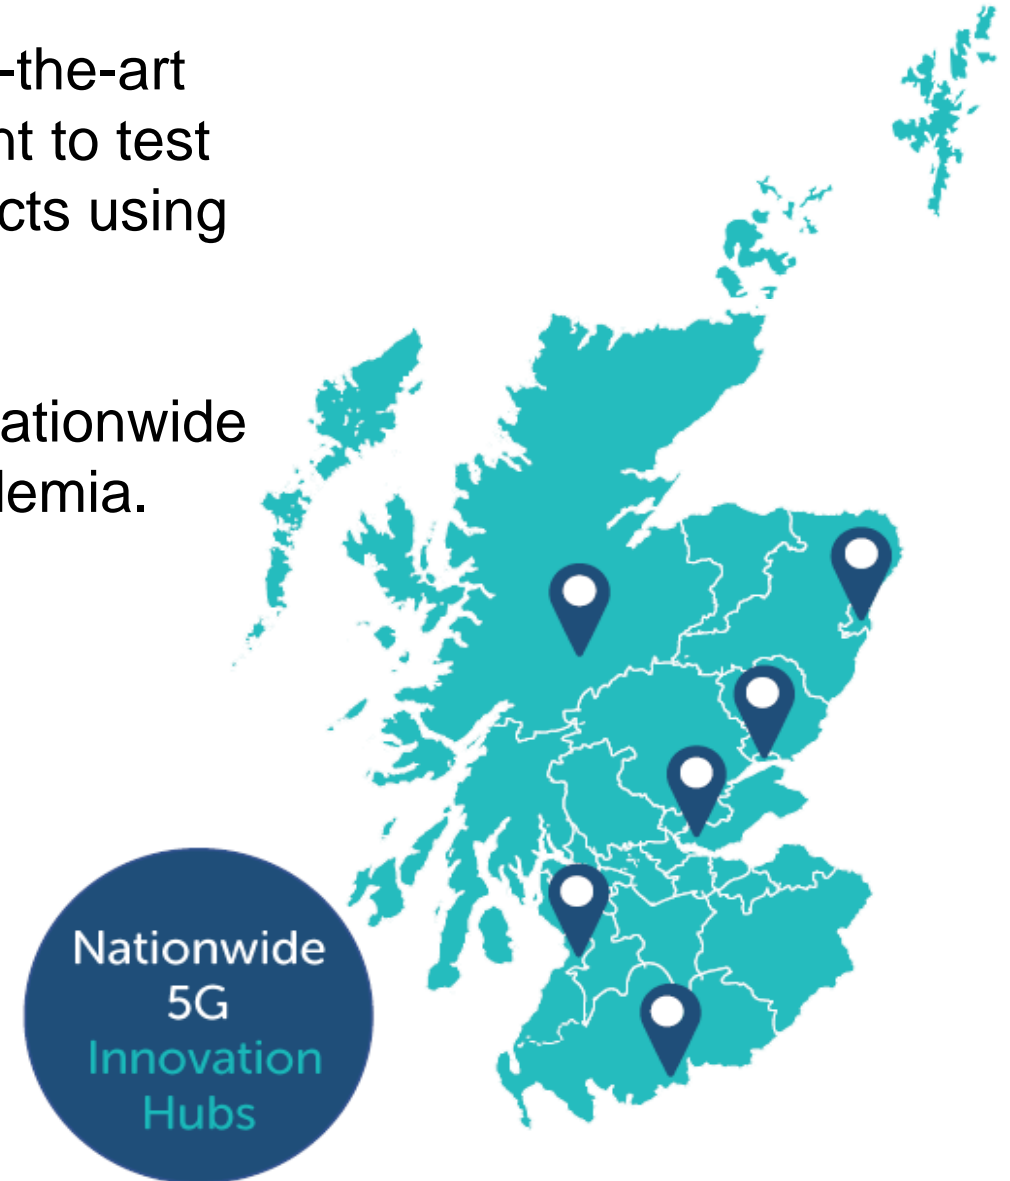 -the-art
nt to test
cts using
ationwide
lemia.
Nationwide
5G
Innovation
Hubs